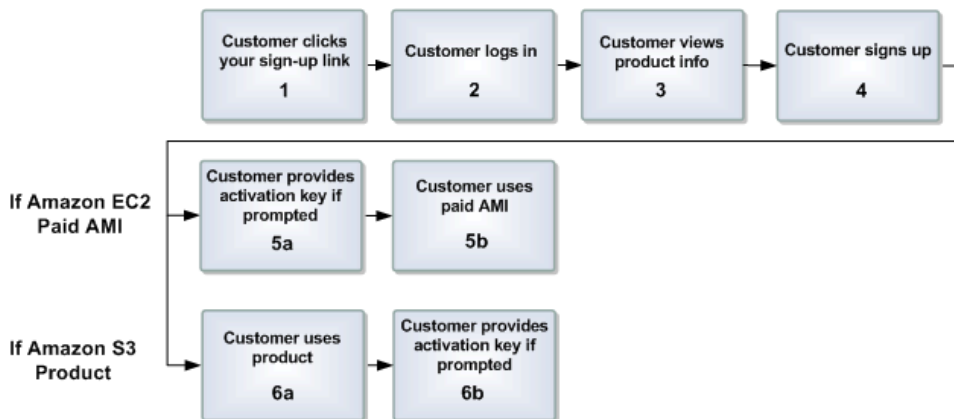 Customer clicks
your sign-up link
1
Customer logs in
2
Customer views
product info
3
Customer signs up
4
If Amazon EC2
Paid AMI
Customer provides
activation key if
prompted
5a
Customer uses
paid AMI
5b
If Amazon S3
Product
Customer uses
product
6a
Customer provides
activation key if
prompted
6b